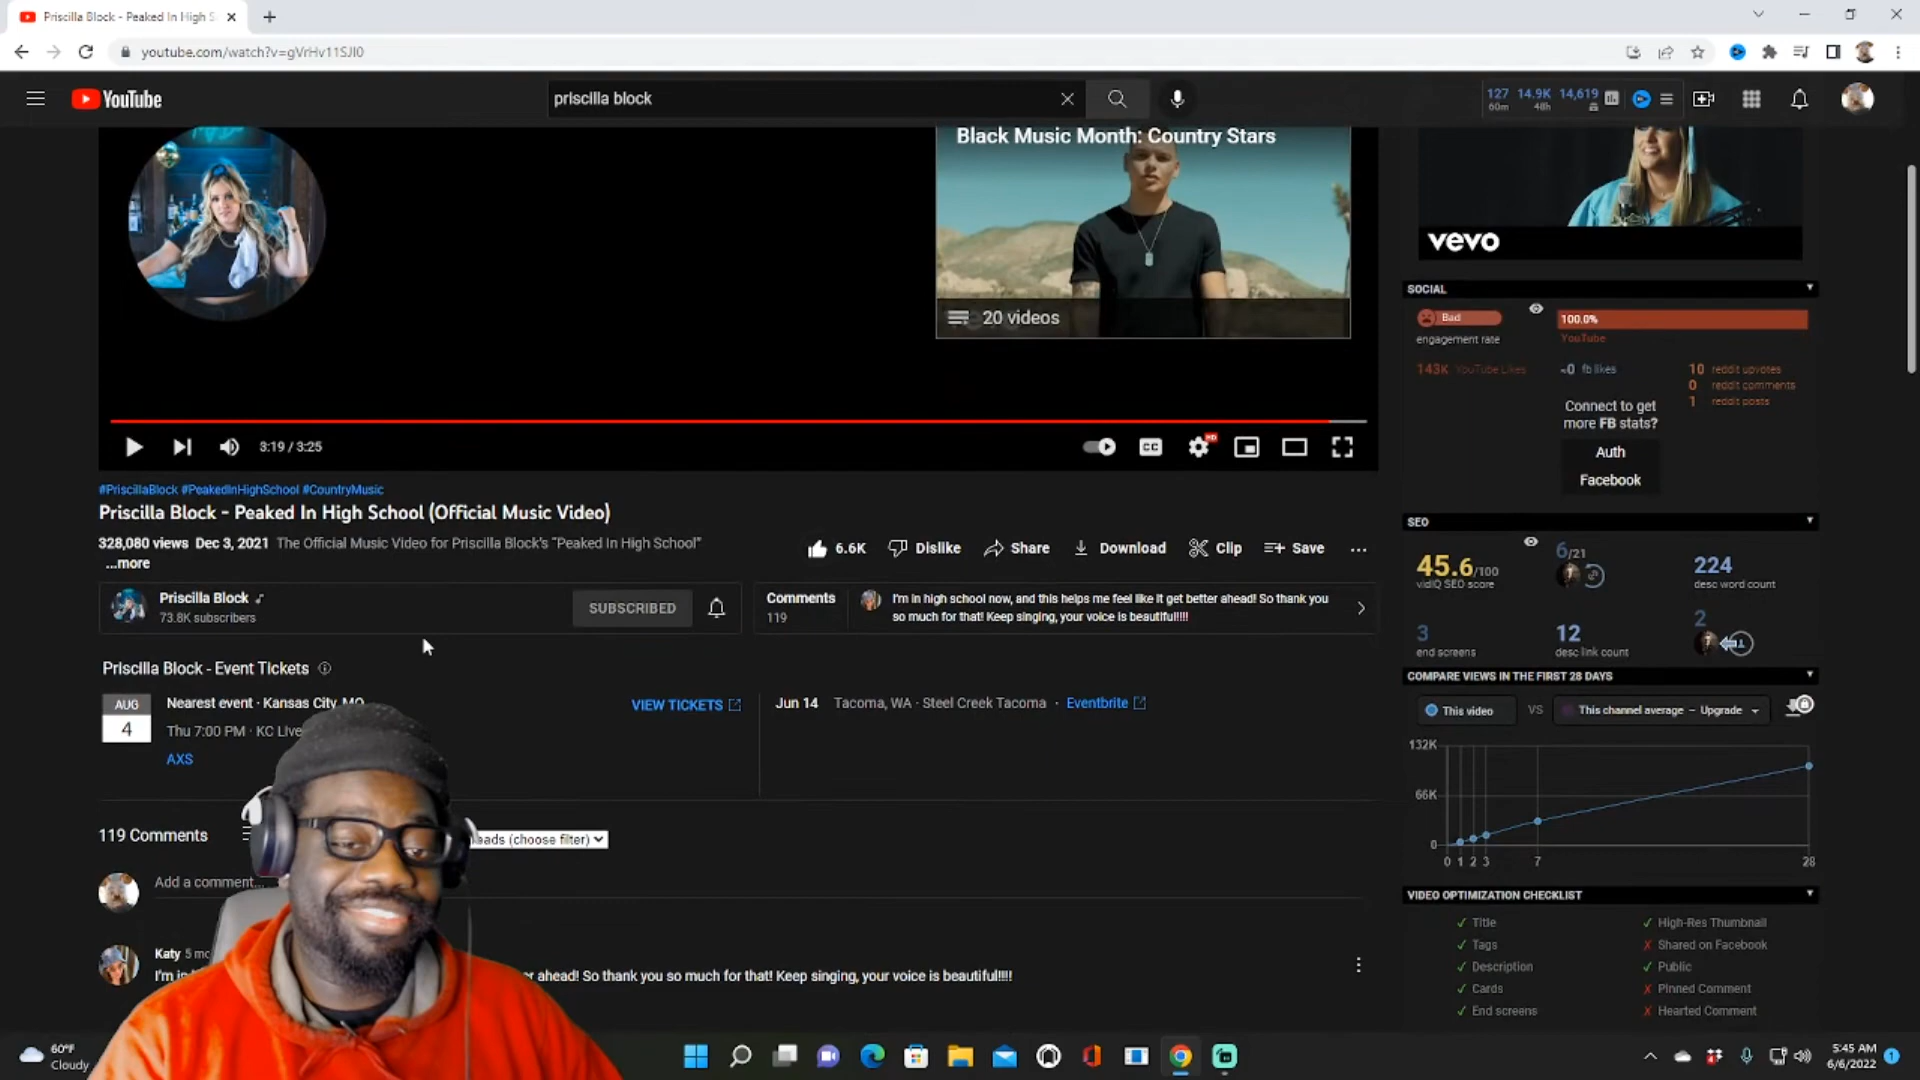 Priscilla Block - Peaked In High S
youtube.com/watch?v=gVrHv11SJI0
YouTube
priscilla block
127 14.9K 14,619
60m 48h
Black Music Month: Country Stars
20 videos
vevo
3:19 / 3:25
CC
HD
#PriscillaBlock #PeakedInHighSchool #CountryMusic
Priscilla Block - Peaked In High School (Official Music Video)
328,080 views Dec 3, 2021 The Official Music Video for Priscilla Block's "Peaked In High School"
...more
6.6K Dislike Share Download Clip Save
Priscilla Block
73.8K subscribers
SUBSCRIBED
Comments
119
I'm in high school now, and this helps me feel like it get better ahead! So thank you
so much for that! Keep singing, your voice is beautiful!!!!
Priscilla Block - Event Tickets
AUG
4
Nearest event · Kansas City, MO
Thu 7:00 PM · KC Live
AXS
VIEW TICKETS
Jun 14 Tacoma, WA · Steel Creek Tacoma · Eventbrite
119 Comments
eads (choose filter)
Add a comment...
Katy 5 mo
I'm in
r ahead! So thank you so much for that! Keep singing, your voice is beautiful!!!!
SOCIAL
Bad
engagement rate
100.0%
YouTube
143K YouTube Likes
~0 fb likes
10 reddit upvotes
0 reddit comments
1 reddit posts
Connect to get
more FB stats?
Auth
Facebook
SEO
45.6/100
vidIQ SEO score
6/21
224
desc word count
3
end screens
12
desc link count
2
COMPARE VIEWS IN THE FIRST 28 DAYS
This video VS This channel average – Upgrade
132K
66K
0
0 1 2 3 7 28
VIDEO OPTIMIZATION CHECKLIST
✓ Title
✓ Tags
✓ Description
✓ Cards
✓ End screens
✓ High-Res Thumbnail
✗ Shared on Facebook
✓ Public
✗ Pinned Comment
✗ Hearted Comment
60°F
Cloudy
5:45 AM
6/6/2022
1